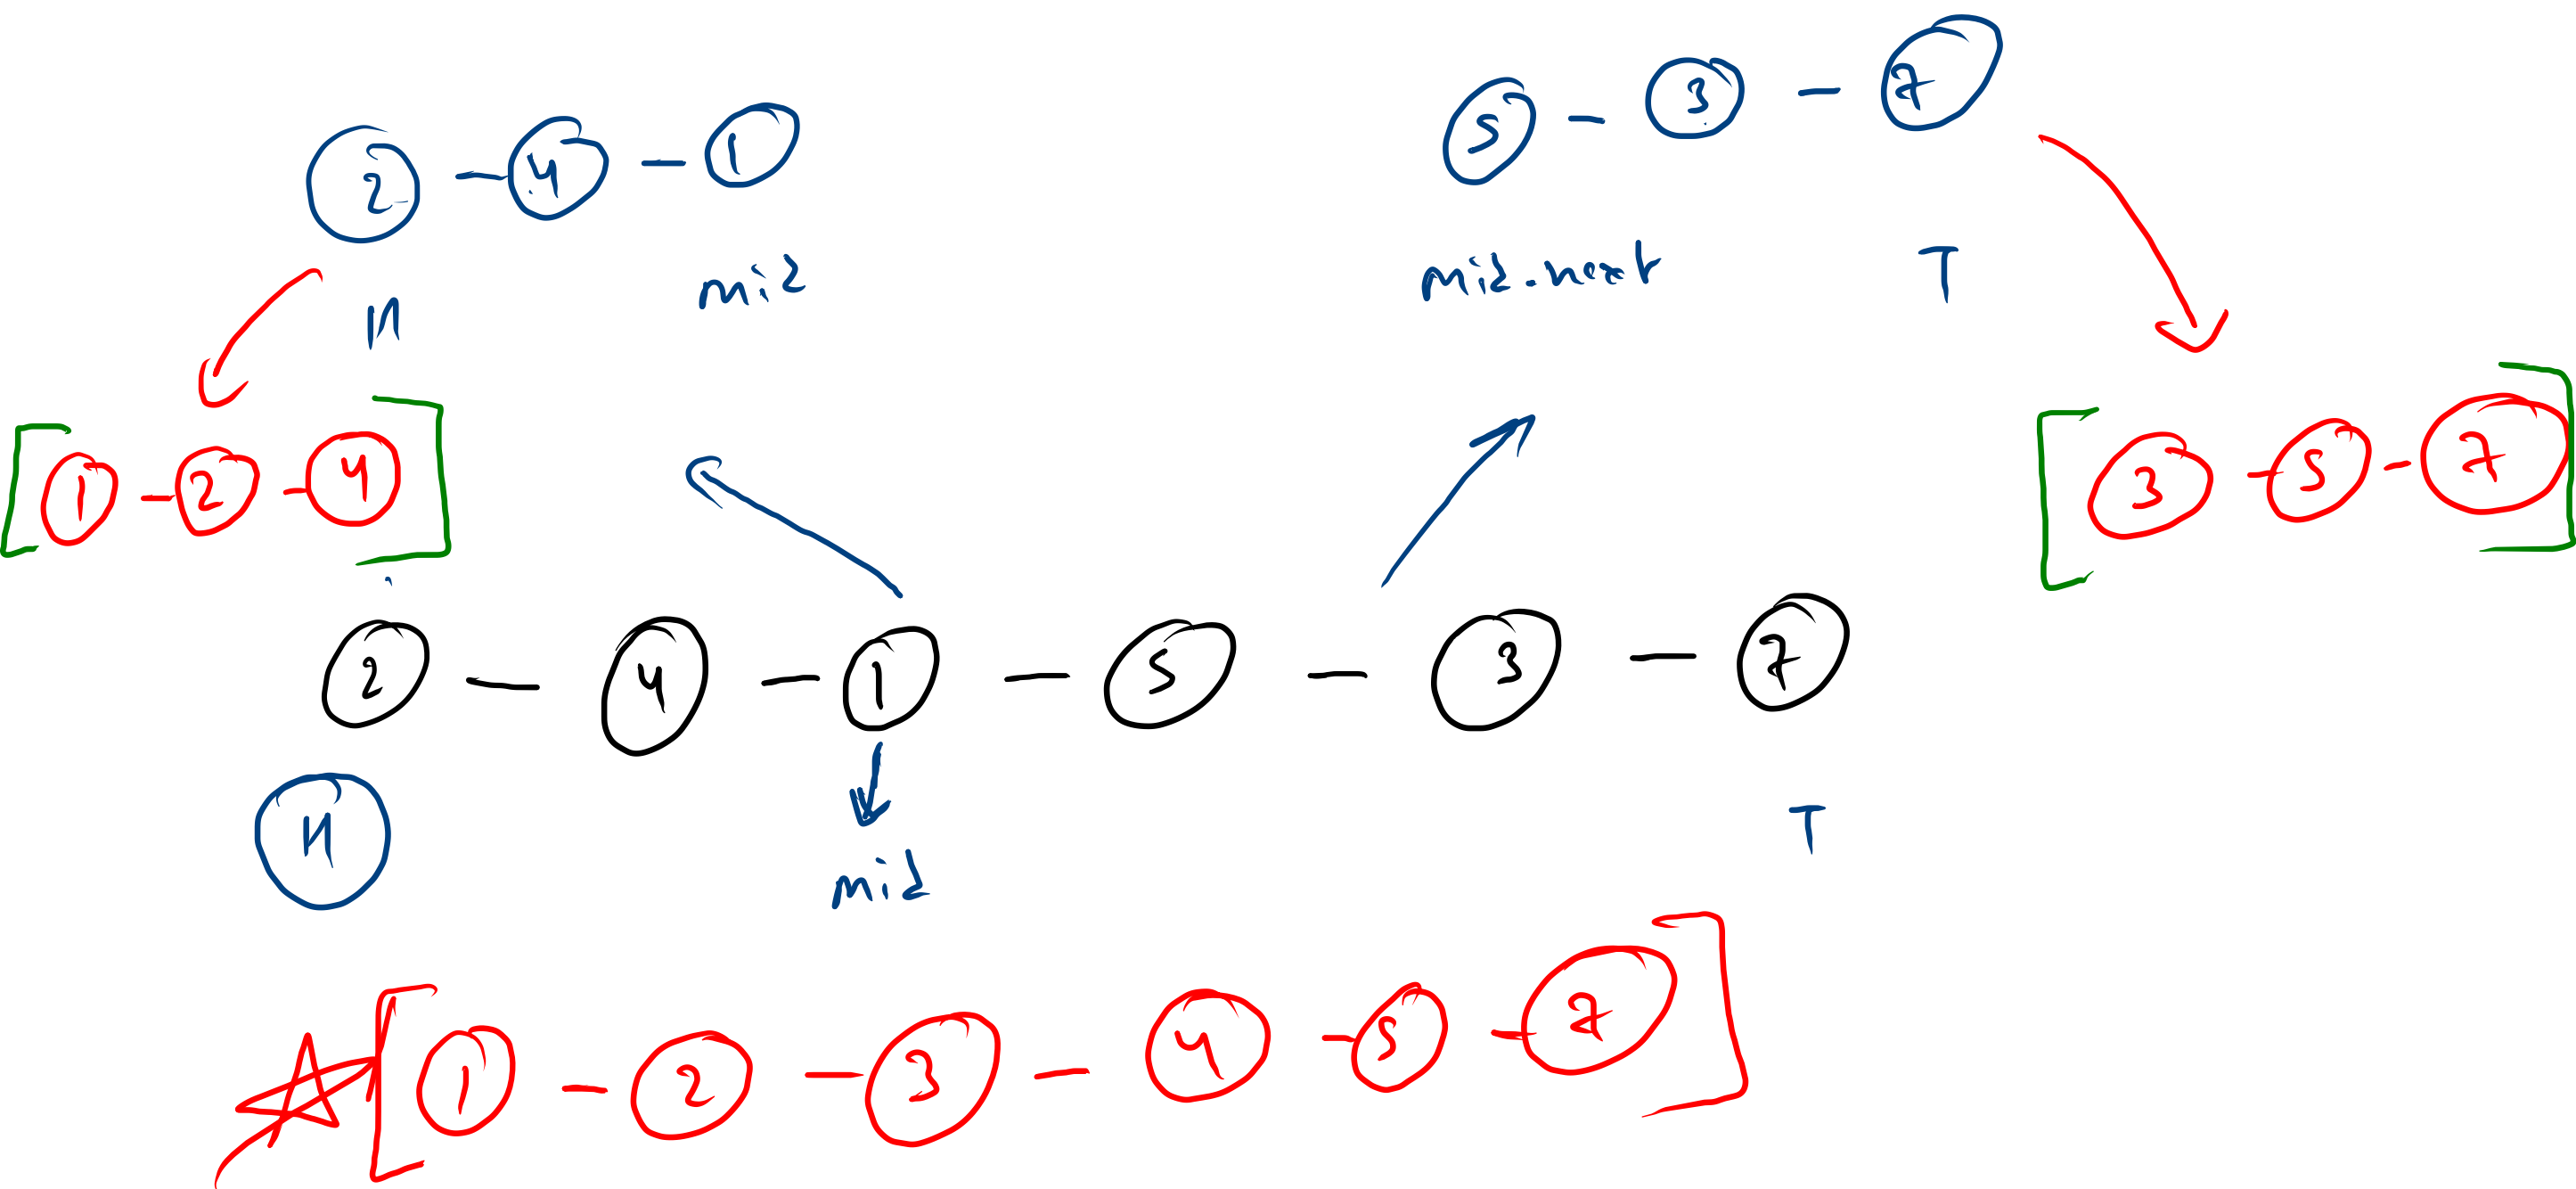 2 - 4 - 1
5 - 3 - 7
H
mid
mid.next
T
1 - 2 - 4
3 - 5 - 7
2 - 4 - 1 - 5 - 3 - 7
H
mid
T
1 - 2 - 3 - 4 - 5 - 7